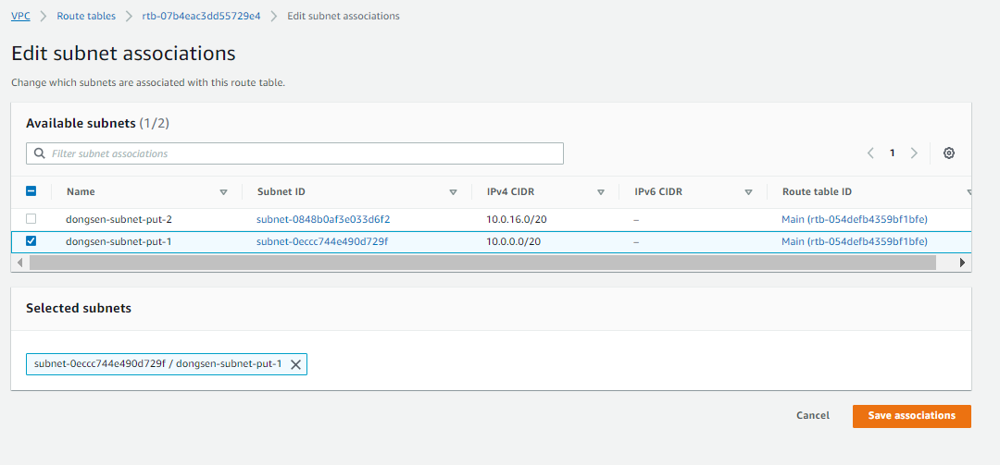 VPC > Route tables > rtb-07b4eac3dd55729e4 > Edit subnet associations
Edit subnet associations
Change which subnets are associated with this route table.
Available subnets (1/2)
Filter subnet associations
1
Name Subnet ID IPv4 CIDR IPv6 CIDR Route table ID
dongsen-subnet-put-2 subnet-0848b0af3e033d6f2 10.0.16.0/20 – Main (rtb-054defb4359bf1bfe)
dongsen-subnet-put-1 subnet-0eccc744e490d729f 10.0.0.0/20 – Main (rtb-054defb4359bf1bfe)
Selected subnets
subnet-0eccc744e490d729f / dongsen-subnet-put-1
Cancel Save associations